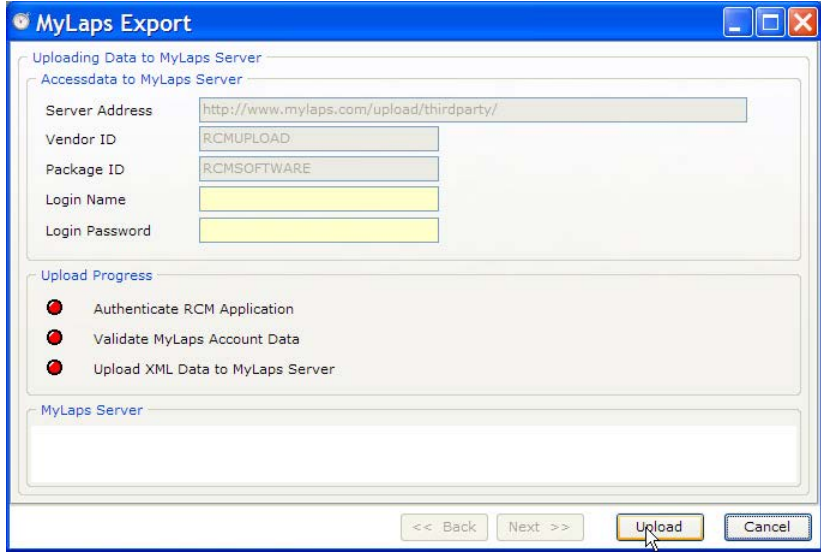 MyLaps Export
Uploading Data to MyLaps Server
Accessdata to MyLaps Server
Server Address http://www.mylaps.com/upload/thirdparty/
Vendor ID RCMUPLOAD
Package ID RCMSOFTWARE
Login Name
Login Password
Upload Progress
Authenticate RCM Application
Validate MyLaps Account Data
Upload XML Data to MyLaps Server
MyLaps Server
<< Back Next >> Upload Cancel